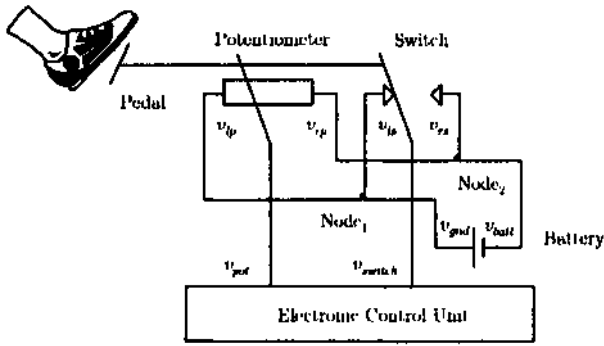 Potentiometer Switch
Pedal
v_lp v_rp v_ls v_rs
Node_2
Node_1
v_gnd v_batt
Battery
v_pot v_switch
Electronic Control Unit